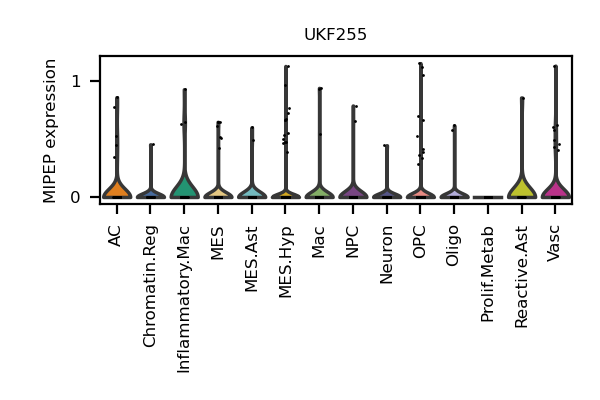 UKF255
MIPEP expression
1
0
AC
Chromatin.Reg
Inflammatory.Mac
MES
MES.Ast
MES.Hyp
Mac
NPC
Neuron
OPC
Oligo
Prolif.Metab
Reactive.Ast
Vasc